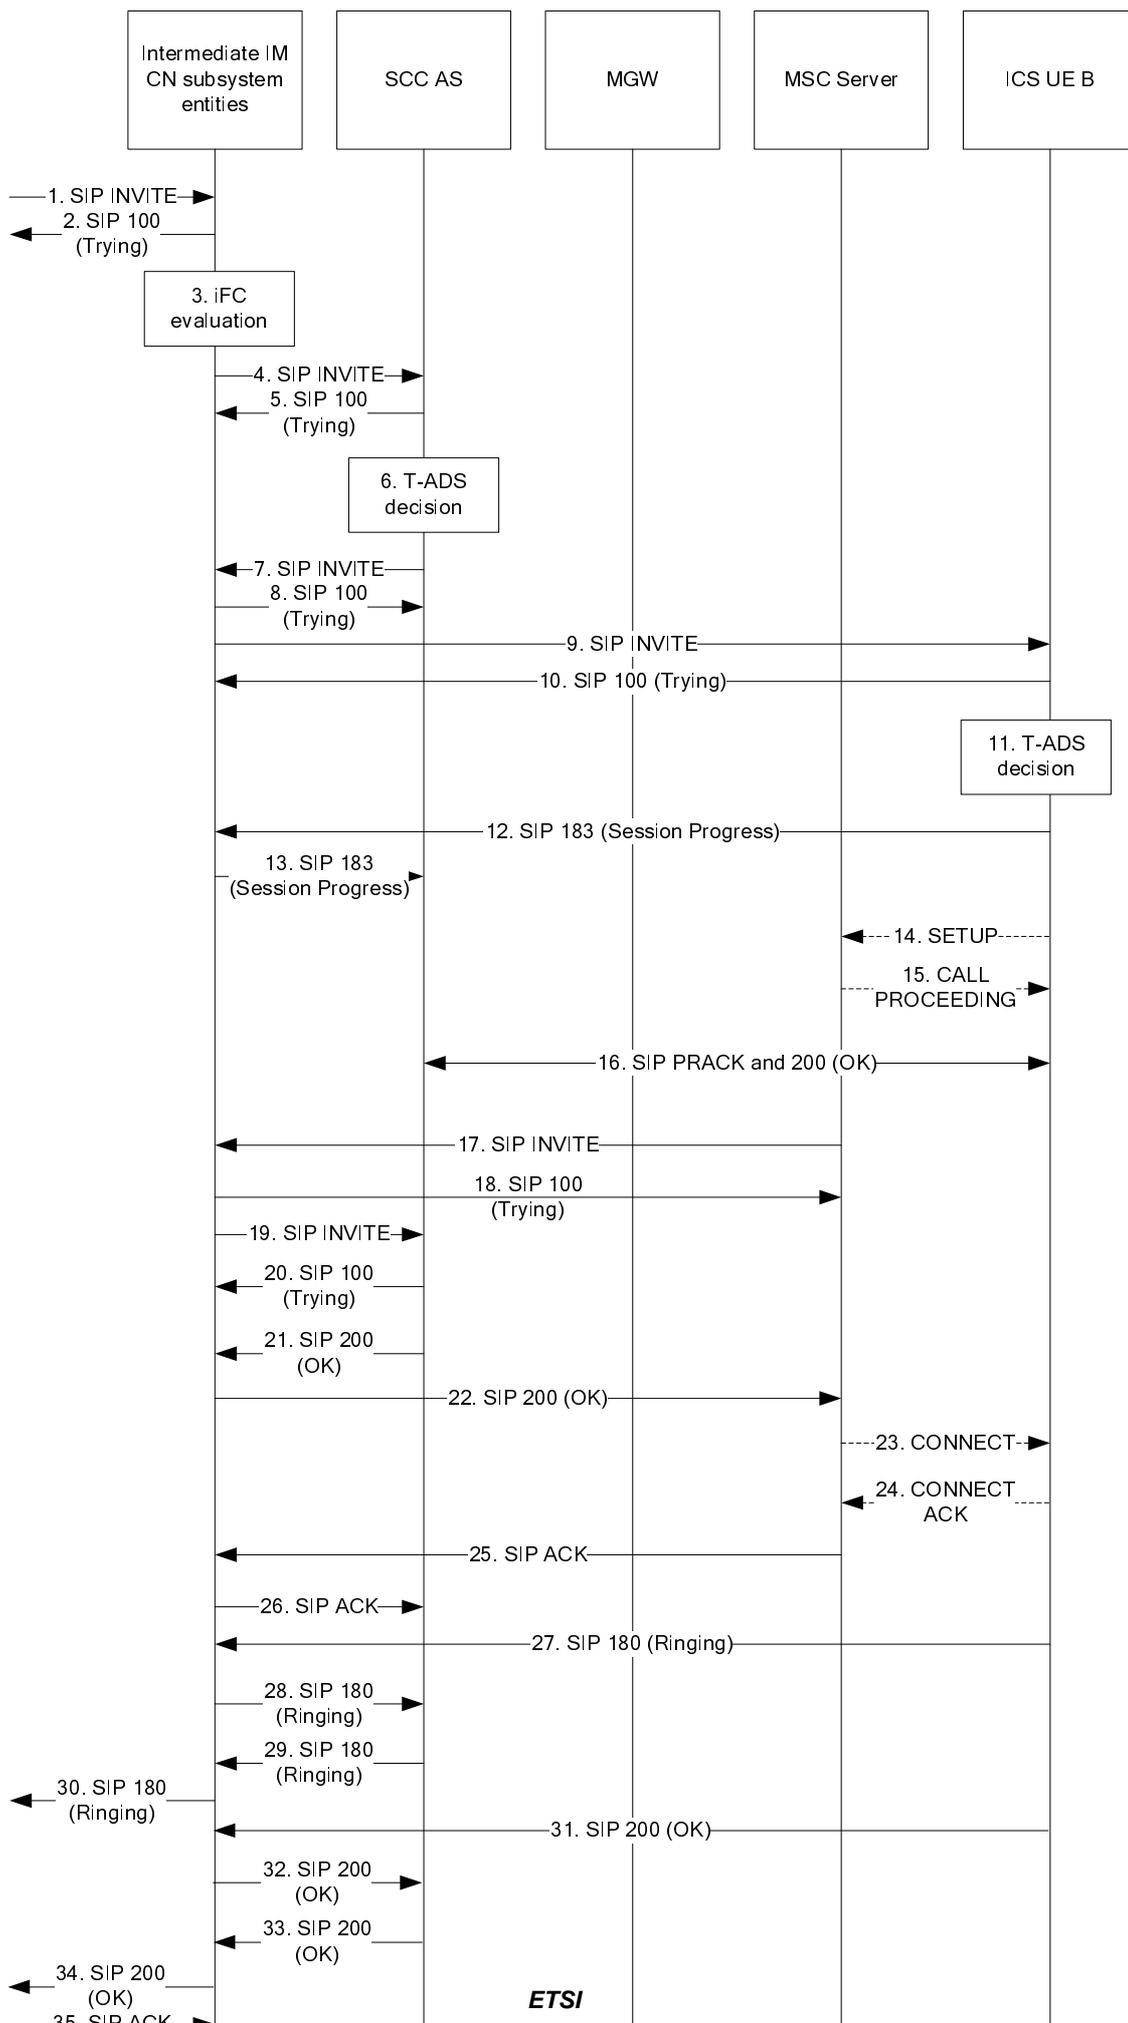 Intermediate IM
CN subsystem
entities
SCC AS
MGW
MSC Server
ICS UE B
1. SIP INVITE
2. SIP 100
(Trying)
3. iFC
evaluation
4. SIP INVITE
5. SIP 100
(Trying)
6. T-ADS
decision
7. SIP INVITE
8. SIP 100
(Trying)
9. SIP INVITE
10. SIP 100 (Trying)
11. T-ADS
decision
12. SIP 183 (Session Progress)
13. SIP 183
(Session Progress)
14. SETUP
15. CALL
PROCEEDING
16. SIP PRACK and 200 (OK)
17. SIP INVITE
18. SIP 100
(Trying)
19. SIP INVITE
20. SIP 100
(Trying)
21. SIP 200
(OK)
22. SIP 200 (OK)
23. CONNECT
24. CONNECT
ACK
25. SIP ACK
26. SIP ACK
27. SIP 180 (Ringing)
28. SIP 180
(Ringing)
29. SIP 180
(Ringing)
30. SIP 180
(Ringing)
31. SIP 200 (OK)
32. SIP 200
(OK)
33. SIP 200
(OK)
34. SIP 200
(OK)
ETSI
35. SIP ACK